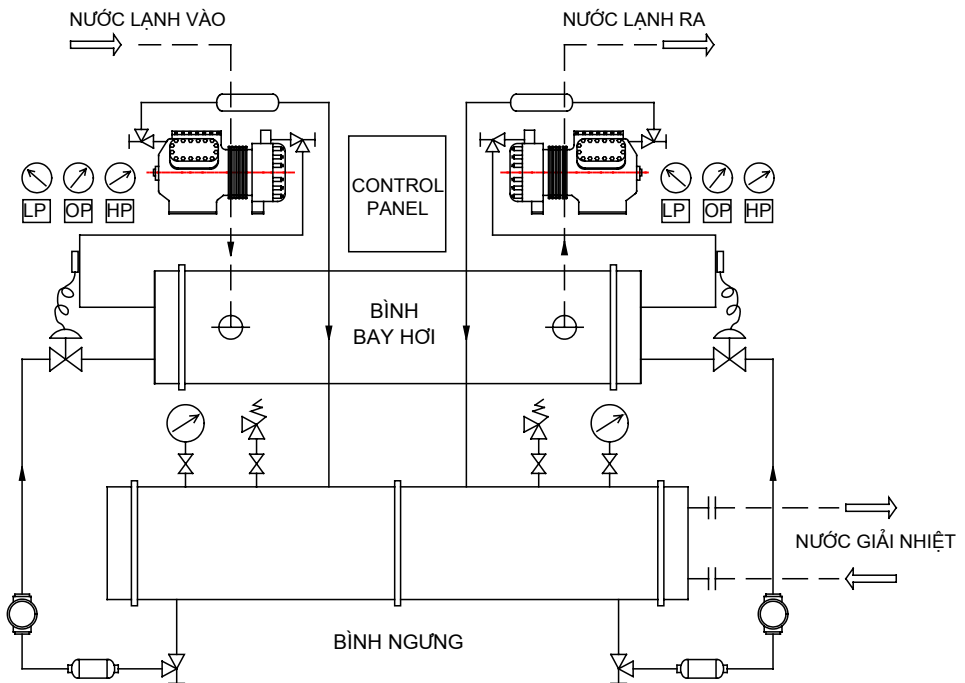 NƯỚC LẠNH VÀO
NƯỚC LẠNH RA
LP OP HP
CONTROL
PANEL
LP OP HP
BÌNH
BAY HƠI
NƯỚC GIẢI NHIỆT
BÌNH NGƯNG